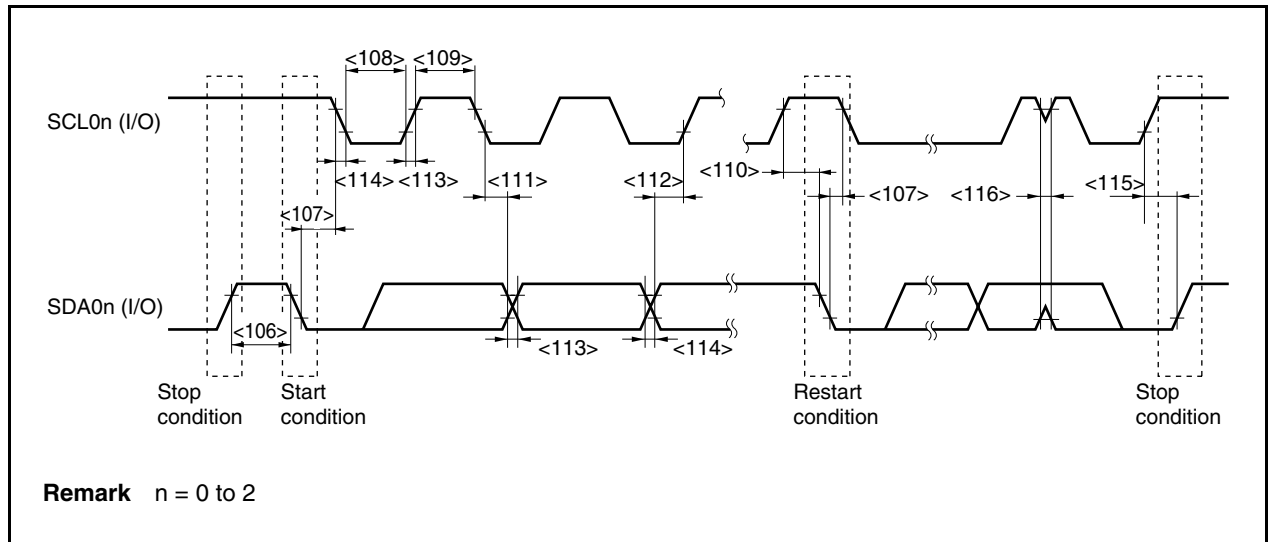 <108> <109>
SCL0n (I/O)
<114> <113> <111> <112> <110> <107> <116> <115>
<107>
SDA0n (I/O)
<106>
<113> <114>
Stop condition
Start condition
Restart condition
Stop condition
Remark n = 0 to 2